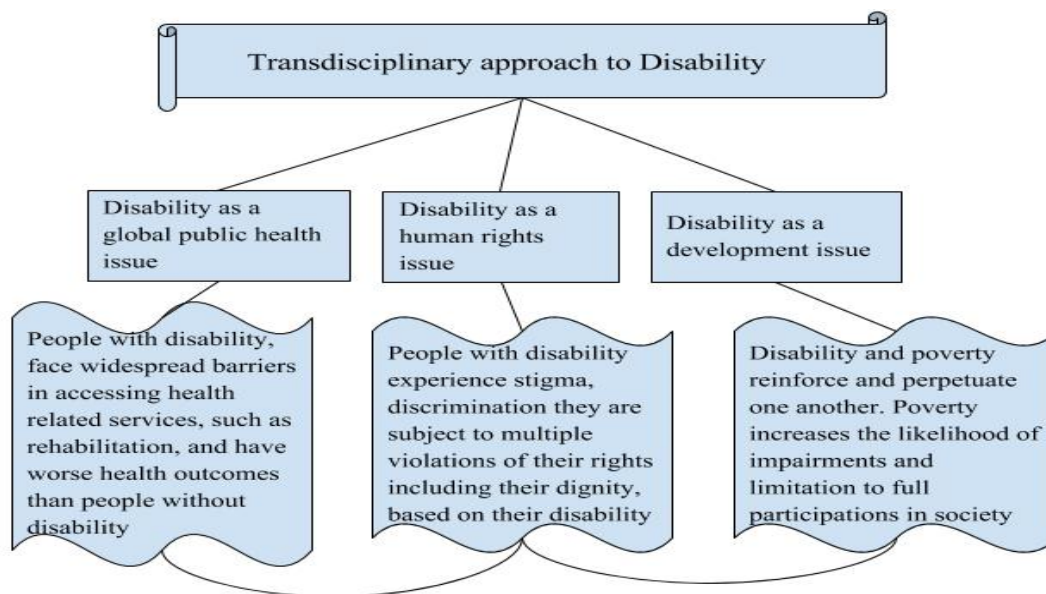 Transdisciplinary approach to Disability
Disability as a
global public health
issue
Disability as a
human rights
issue
Disability as a
development issue
People with disability,
face widespread barriers
in accessing health
related services, such as
rehabilitation, and have
worse health outcomes
than people without
disability
People with disability
experience stigma,
discrimination they are
subject to multiple
violations of their rights
including their dignity,
based on their disability
Disability and poverty
reinforce and perpetuate
one another. Poverty
increases the likelihood of
impairments and
limitation to full
participations in society